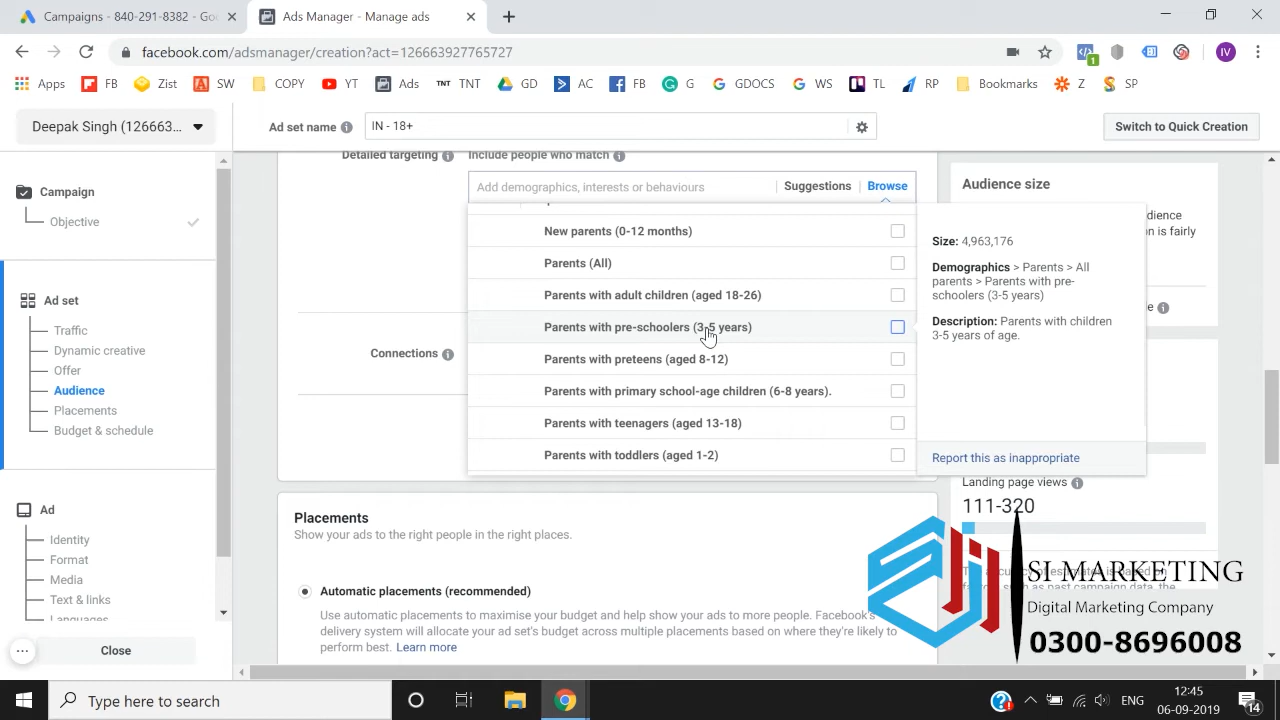 Campaigns - 840-291-8382 - Go
Ads Manager - Manage ads
facebook.com/adsmanager/creation?act=126663927765727
IV
Apps
FB
Zist
SW
COPY
YT
Ads
TNT
TNT
GD
AC
FB
G
GDOCS
WS
TL
RP
Bookmarks
Z
SP
Deepak Singh (126663...
Ad set name
IN - 18+
Switch to Quick Creation
Campaign
Objective
Ad set
Traffic
Dynamic creative
Offer
Audience
Placements
Budget & schedule
Ad
Identity
Format
Media
Text & links
Languages
Close
Detailed targeting
Include people who match
Add demographics, interests or behaviours
Suggestions
Browse
New parents (0-12 months)
Parents (All)
Parents with adult children (aged 18-26)
Parents with pre-schoolers (3-5 years)
Parents with preteens (aged 8-12)
Parents with primary school-age children (6-8 years).
Parents with teenagers (aged 13-18)
Parents with toddlers (aged 1-2)
Connections
Size: 4,963,176
Demographics > Parents > All
parents > Parents with pre-
schoolers (3-5 years)
Description: Parents with children
3-5 years of age.
Report this as inappropriate
Audience size
n is fairly
Landing page views
111-320
Placements
Show your ads to the right people in the right places.
Automatic placements (recommended)
Use automatic placements to maximise your budget and help show your ads to more people. Facebook's
delivery system will allocate your ad set's budget across multiple placements based on where they're likely to
perform best. Learn more
SI MARKETING
Digital Marketing Company
0300-8696008
Type here to search
ENG
12:45
06-09-2019
14